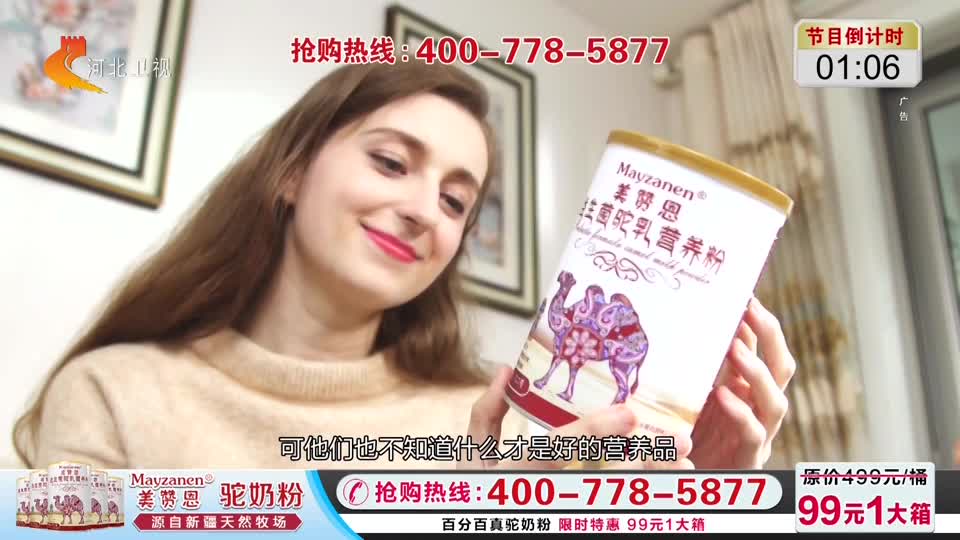 河北卫视
抢购热线:400-778-5877
节目倒计时
01:06
广告
Mayzanen®
美赞恩
益生菌驼乳营养粉
可他们也不知道什么才是好的营养品
Mayzanen®
美赞恩
驼奶粉
源自新疆天然牧场
抢购热线:400-778-5877
百分百真驼奶粉 限时特惠 99元1大箱
原价499元/桶
99元1大箱